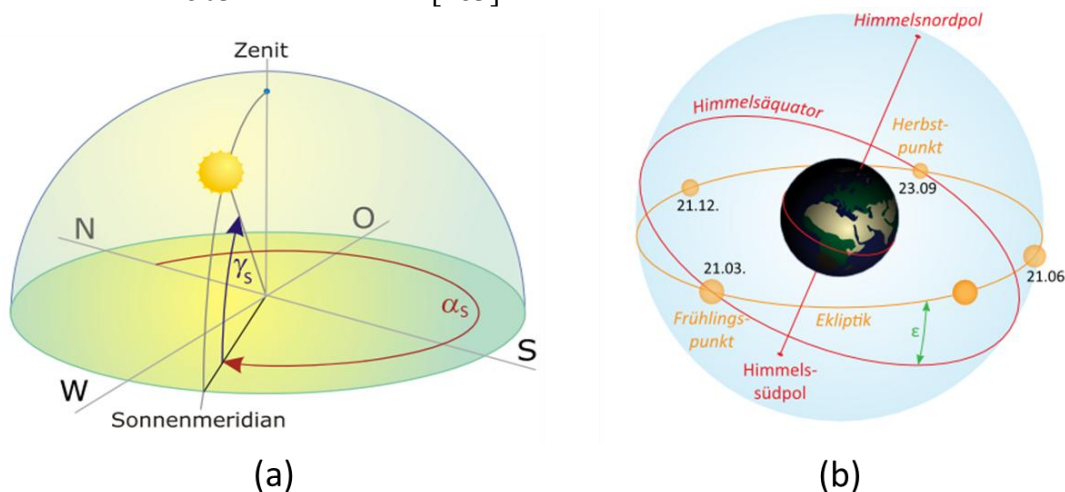 Zenit
N
O
γs
αs
W
S
Sonnenmeridian
(a)
Himmelsnordpol
Himmelsäquator
Herbst-
punkt
23.09
21.12.
21.03.
21.06
Frühlings-
punkt
Ekliptik
ε
Himmels-
südpol
(b)